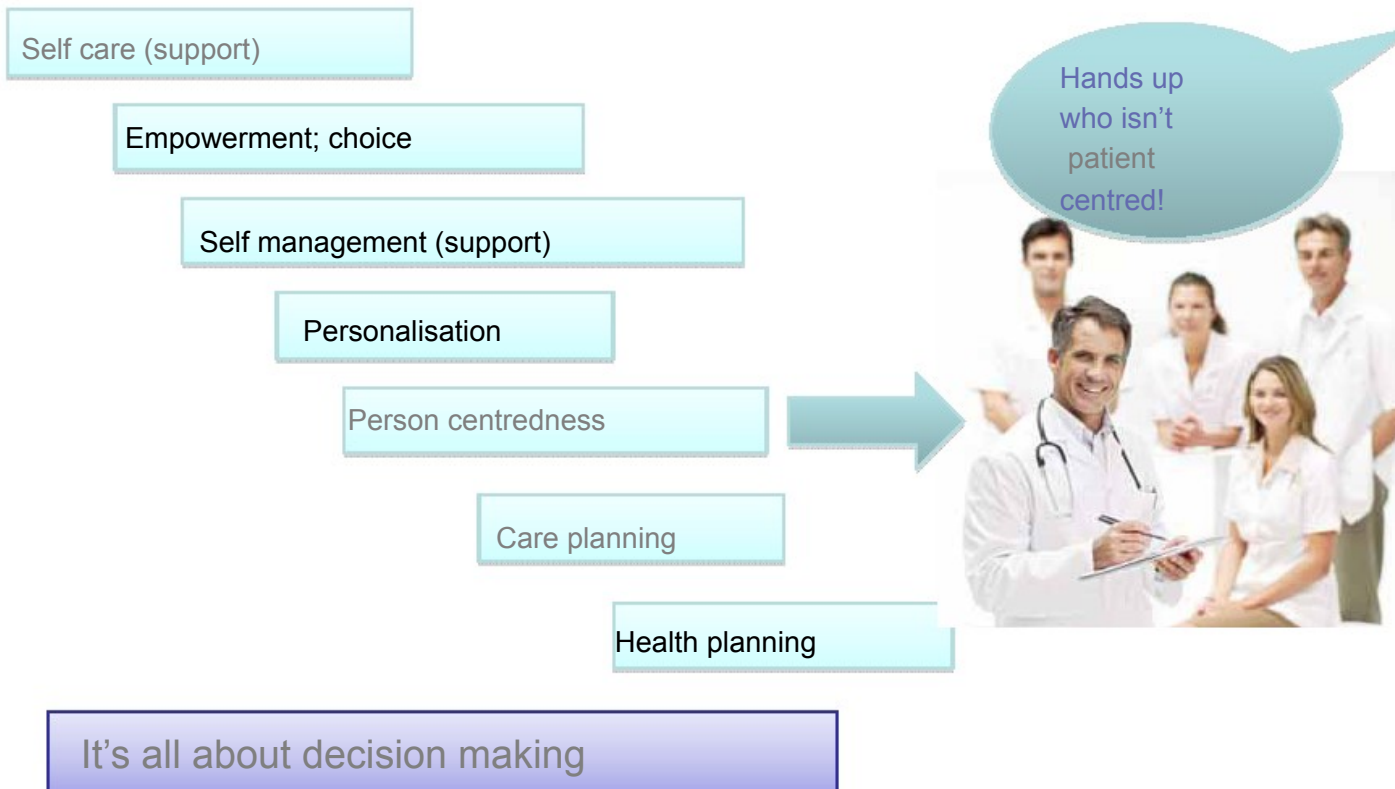 Self care (support)
Empowerment; choice
Self management (support)
Personalisation
Person centredness
Care planning
Health planning
Hands up
who isn’t
patient
centred!
It’s all about decision making